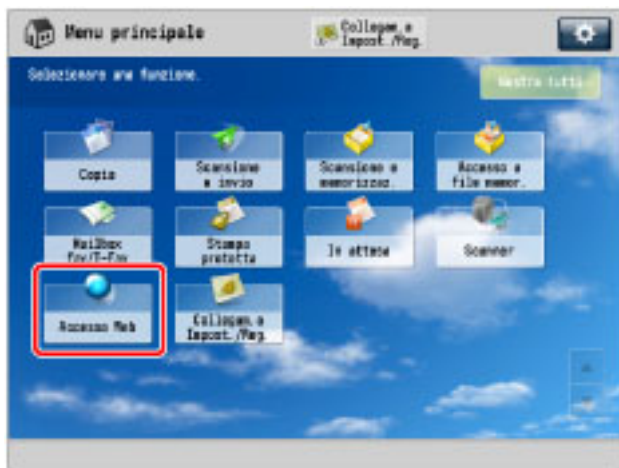 Menu principale
Collegam.a
Impost./Reg.
Selezionare una funzione.
Mostra tutti
Copia
Scansione
e invio
Scansione e
memorizzaz.
Accesso a
file memor.
Mailbox
fax/I-Fax
Stampa
protetta
In attesa
Scanner
Accesso Web
Collegam.a
Impost./Reg.